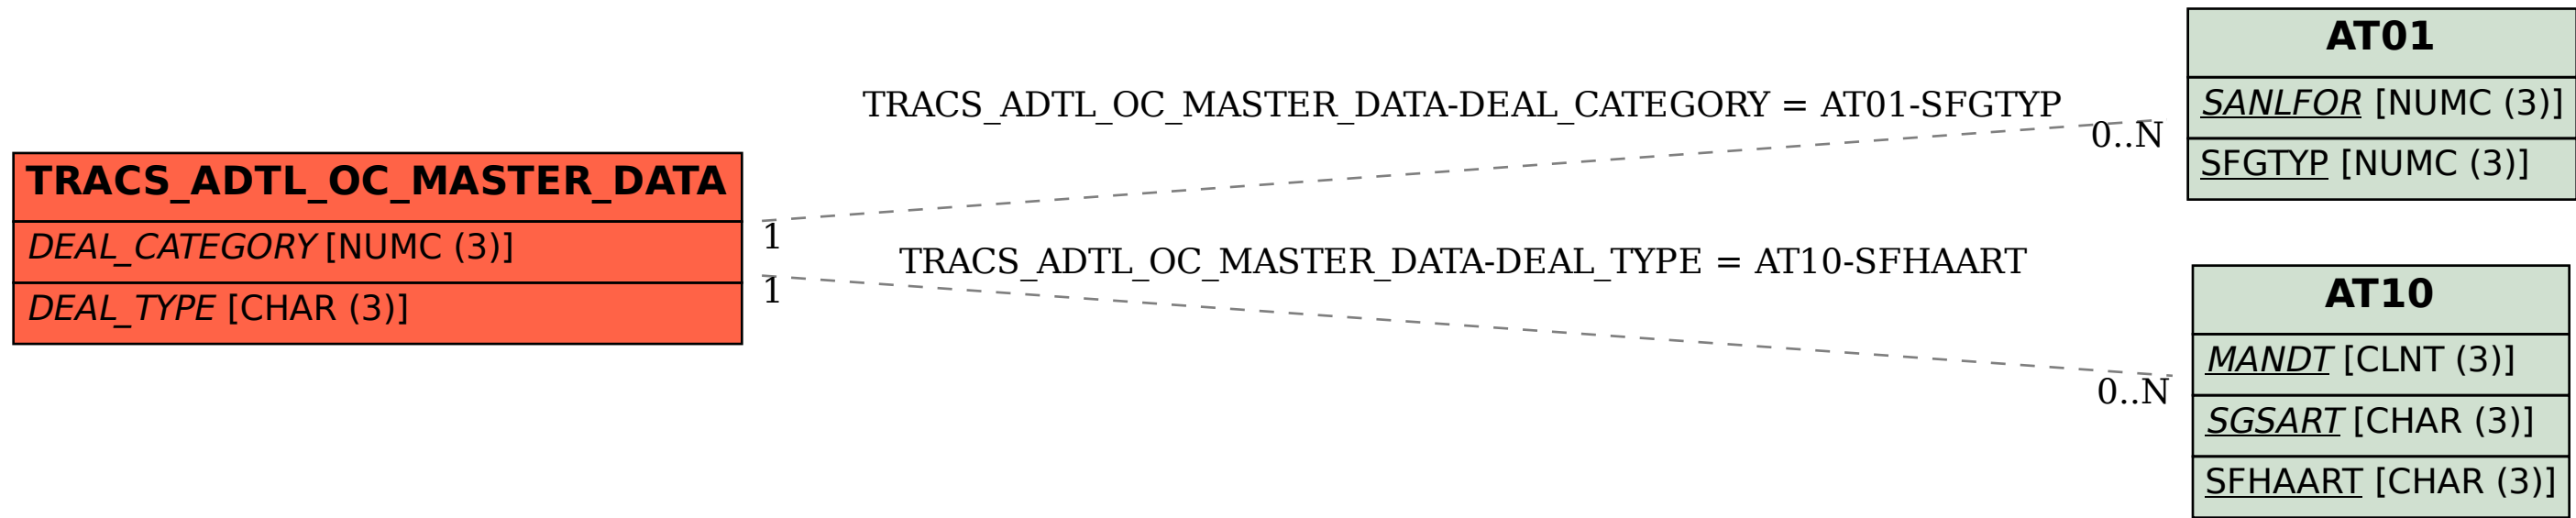 TRACS_ADTL_OC_MASTER_DATA
DEAL_CATEGORY [NUMC (3)]
DEAL_TYPE [CHAR (3)]
TRACS_ADTL_OC_MASTER_DATA-DEAL_CATEGORY = AT01-SFGTYP
0..N
1
TRACS_ADTL_OC_MASTER_DATA-DEAL_TYPE = AT10-SFHAART
1
0..N
AT01
SANLFOR [NUMC (3)]
SFGTYP [NUMC (3)]
AT10
MANDT [CLNT (3)]
SGSART [CHAR (3)]
SFHAART [CHAR (3)]